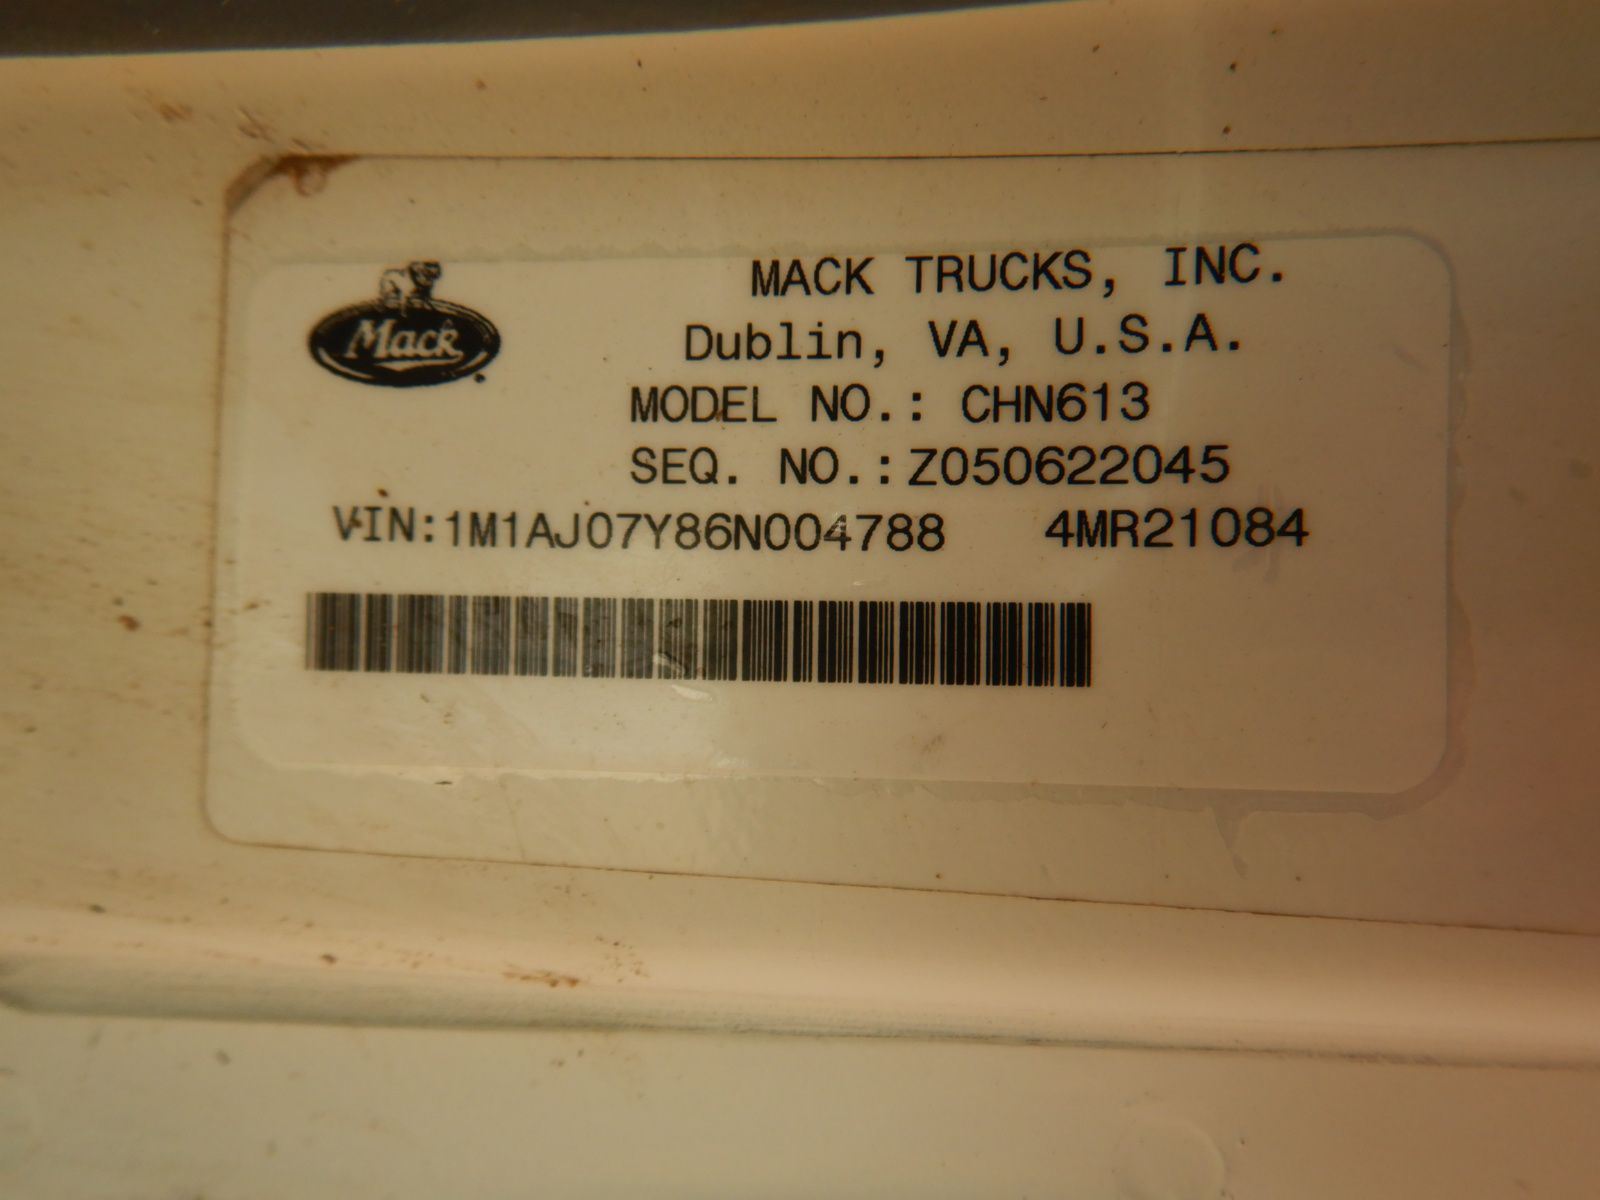 Mack
MACK TRUCKS, INC.
Dublin, VA, U.S.A.
MODEL NO.: CHN613
SEQ. NO.:Z050622045
VIN:1M1AJ07Y86N004788 4MR21084